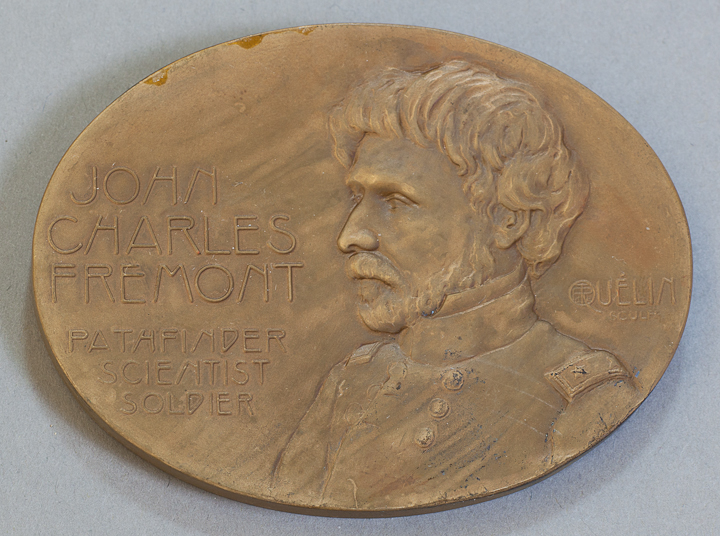 JOHN
CHARLES
FREMONT
PATHFINDER
SCIENTIST
SOLDIER
QUÉLIN
SCULP.